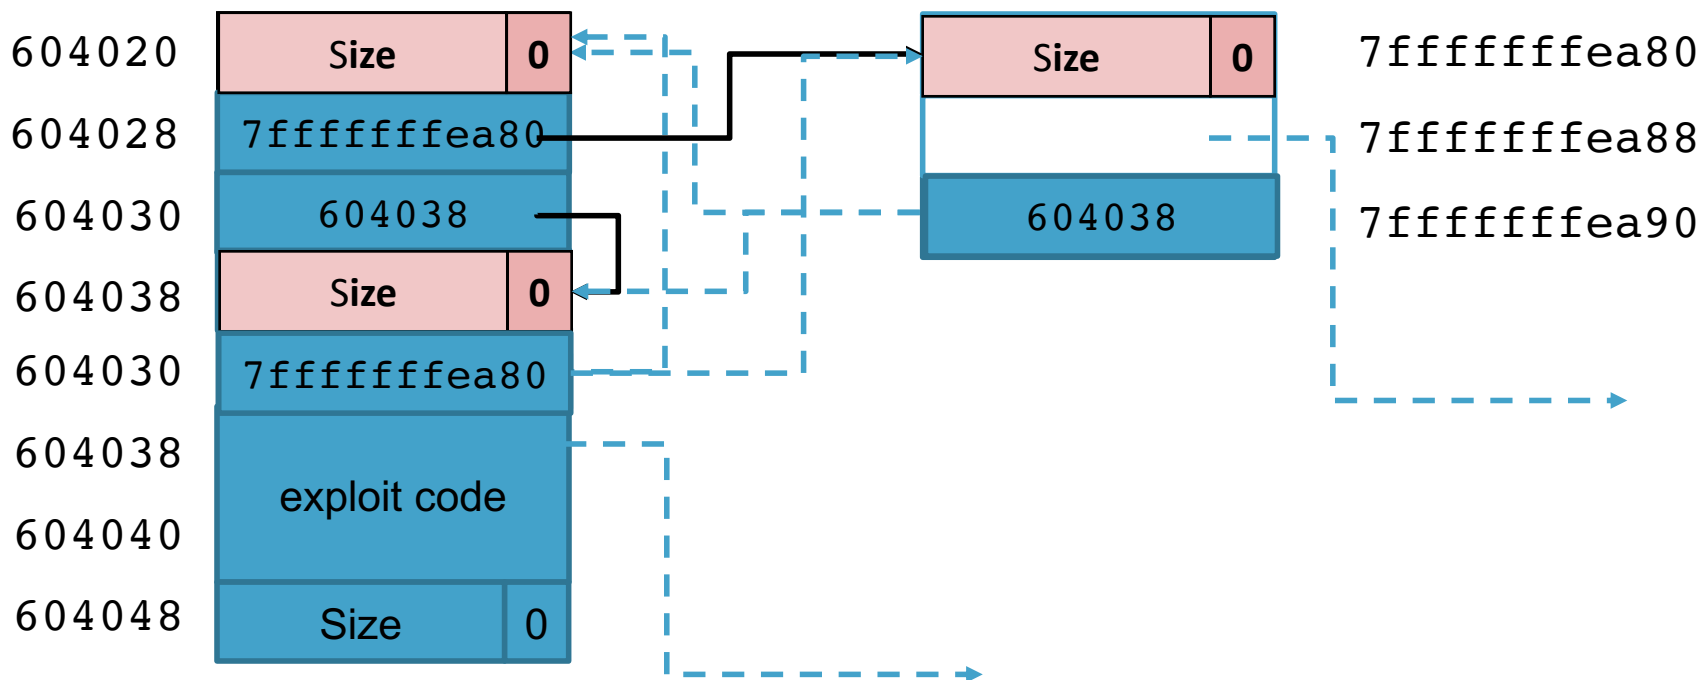 604020 Size 0 Size 0 7fffffffea80
604028 7fffffffea80 7fffffffea88
604030 604038 604038 7fffffffea90
604038 Size 0
604030 7fffffffea80
604038
exploit code
604040
604048 Size 0